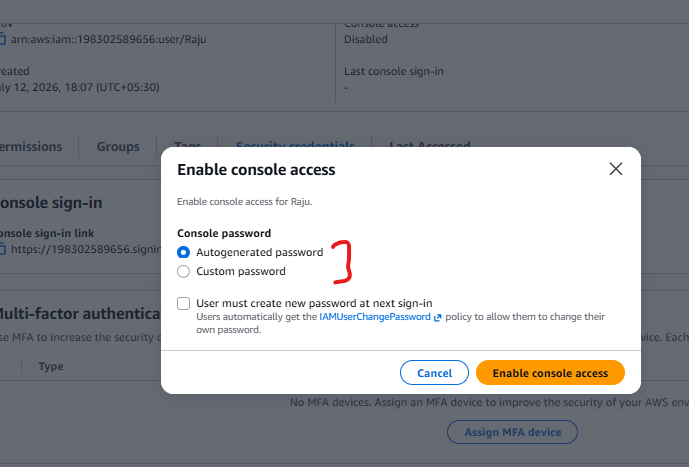 Console access
arn:aws:iam::198302589656:user/Raju
Disabled
Last console sign-in
12, 2026, 18:07 (UTC+05:30)
-
Groups
Tags
Security credentials
Last Accessed
Enable console access
Enable console access for Raju.
Console password
Autogenerated password
Custom password
User must create new password at next sign-in
Users automatically get the IAMUserChangePassword policy to allow them to change their
own password.
Cancel
Enable console access
onsole sign-in
onsole sign-in link
https://198302589656.signin
Multi-factor authentica
se MFA to increase the security o
vice. Each
Type
No MFA devices. Assign an MFA device to improve the security of your AWS env
Assign MFA device